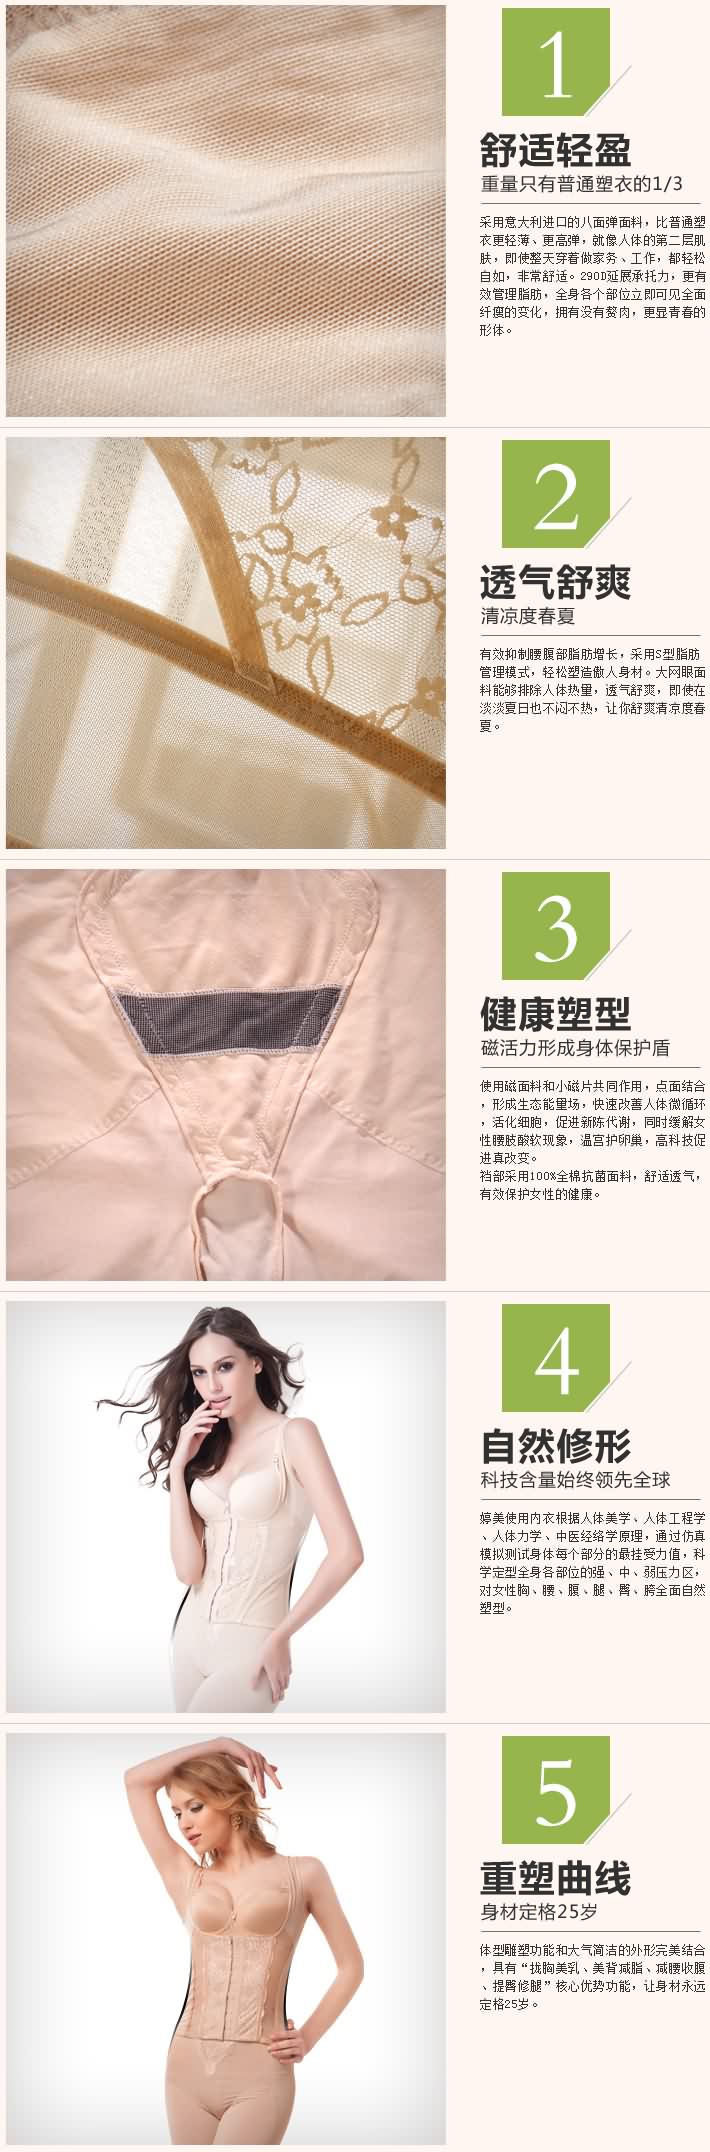 1
舒适轻盈
重量只有普通塑衣的1/3
采用意大利进口的八面弹面料，比普通塑
衣更轻薄、更高弹，就像人体的第二层肌
肤，即使整天穿着做家务、工作，都轻松
自如，非常舒适。290D延展承托力，更有
效管理脂肪，全身各个部位立即可见全面
纤瘦的变化，拥有没有赘肉，更显青春的
形体。
2
透气舒爽
清凉度春夏
有效抑制腰腹部脂肪增长，采用S型脂肪
管理模式，轻松塑造傲人身材。大网眼面
料能够排除人体热量，透气舒爽，即使在
淡淡夏日也不闷不热，让你舒爽清凉度春
夏。
3
健康塑型
磁活力形成身体保护盾
使用磁面料和小磁片共同作用，点面结合
，形成生态能量场，快速改善人体微循环
，活化细胞，促进新陈代谢，同时缓解女
性腰肢酸软现象，温宫护卵巢，高科技促
进真改变。
裆部采用100%全棉抗菌面料，舒适透气，
有效保护女性的健康。
4
自然修形
科技含量始终领先全球
婷美使用内衣根据人体美学、人体工程学
、人体力学、中医经络学原理，通过仿真
模拟测试身体每个部分的最挂受力值，科
学定型全身各部位的强、中、弱压力区，
对女性胸、腰、腹、腿、臀、胯全面自然
塑型。
5
重塑曲线
身材定格25岁
体型雕塑功能和大气简洁的外形完美结合
，具有“拢胸美乳、美背减脂、减腰收腹
、提臀修腿”核心优势功能，让身材永远
定格25岁。